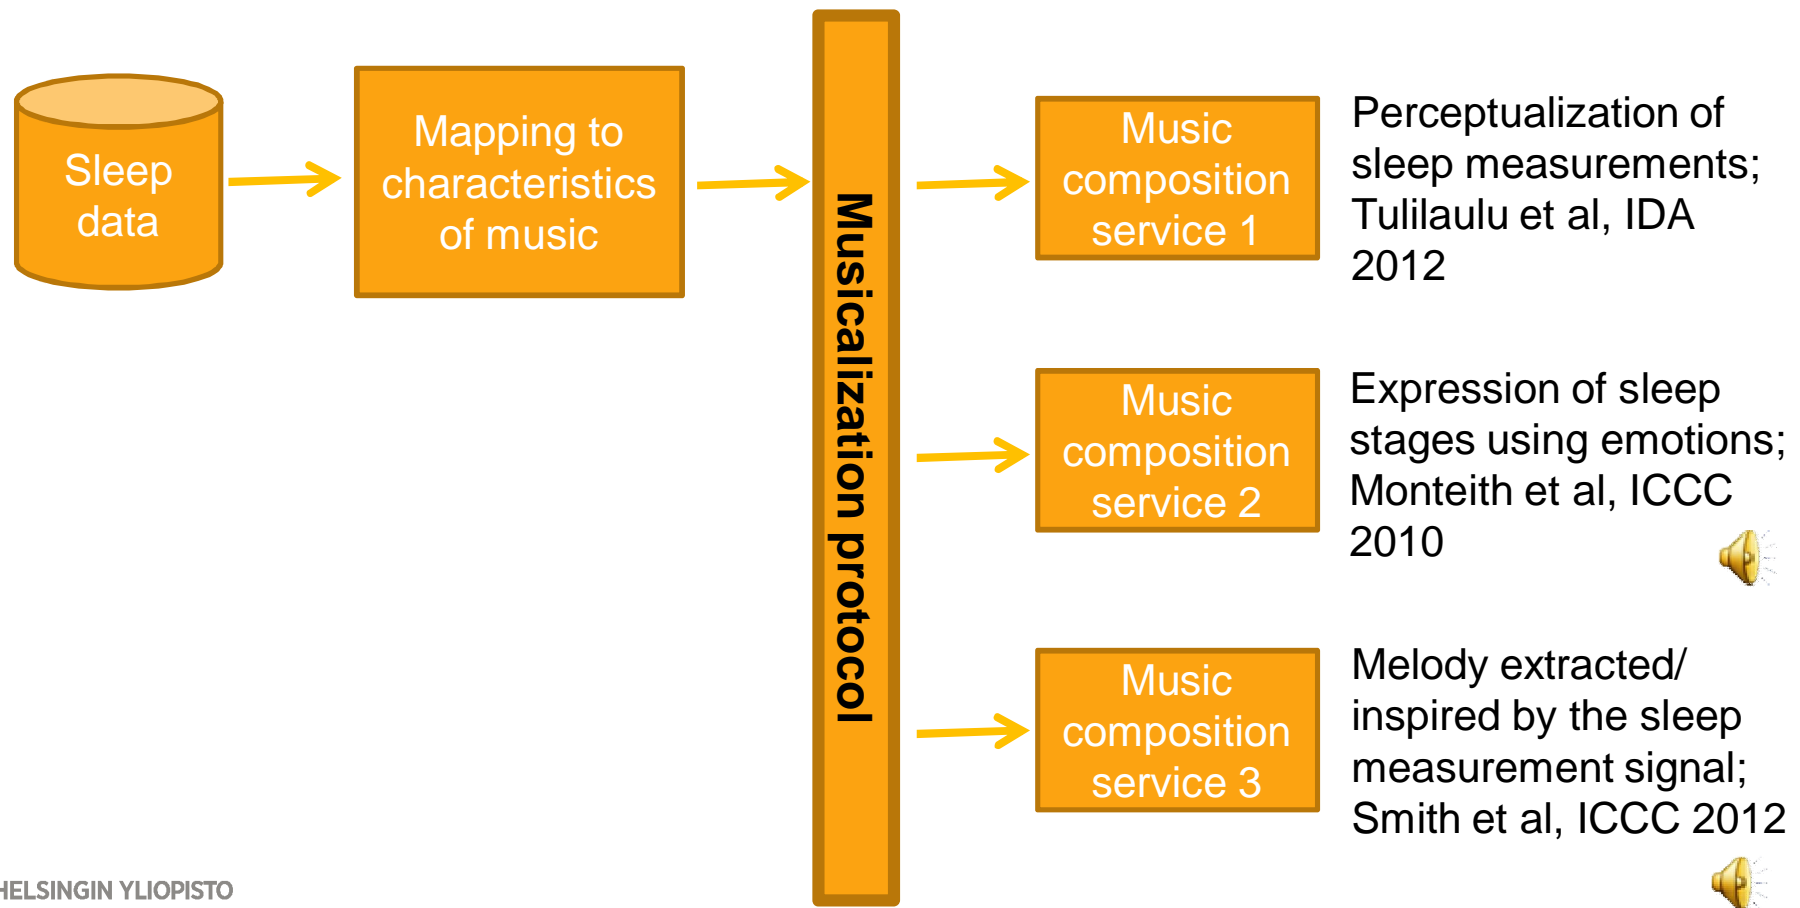 Sleep
data
Mapping to
characteristics
of music
Musicalization protocol
Music
composition
service 1
Perceptualization of
sleep measurements;
Tulilaulu et al, IDA
2012
Music
composition
service 2
Expression of sleep
stages using emotions;
Monteith et al, ICCC
2010
Music
composition
service 3
Melody extracted/
inspired by the sleep
measurement signal;
Smith et al, ICCC 2012
HELSINGIN YLIOPISTO